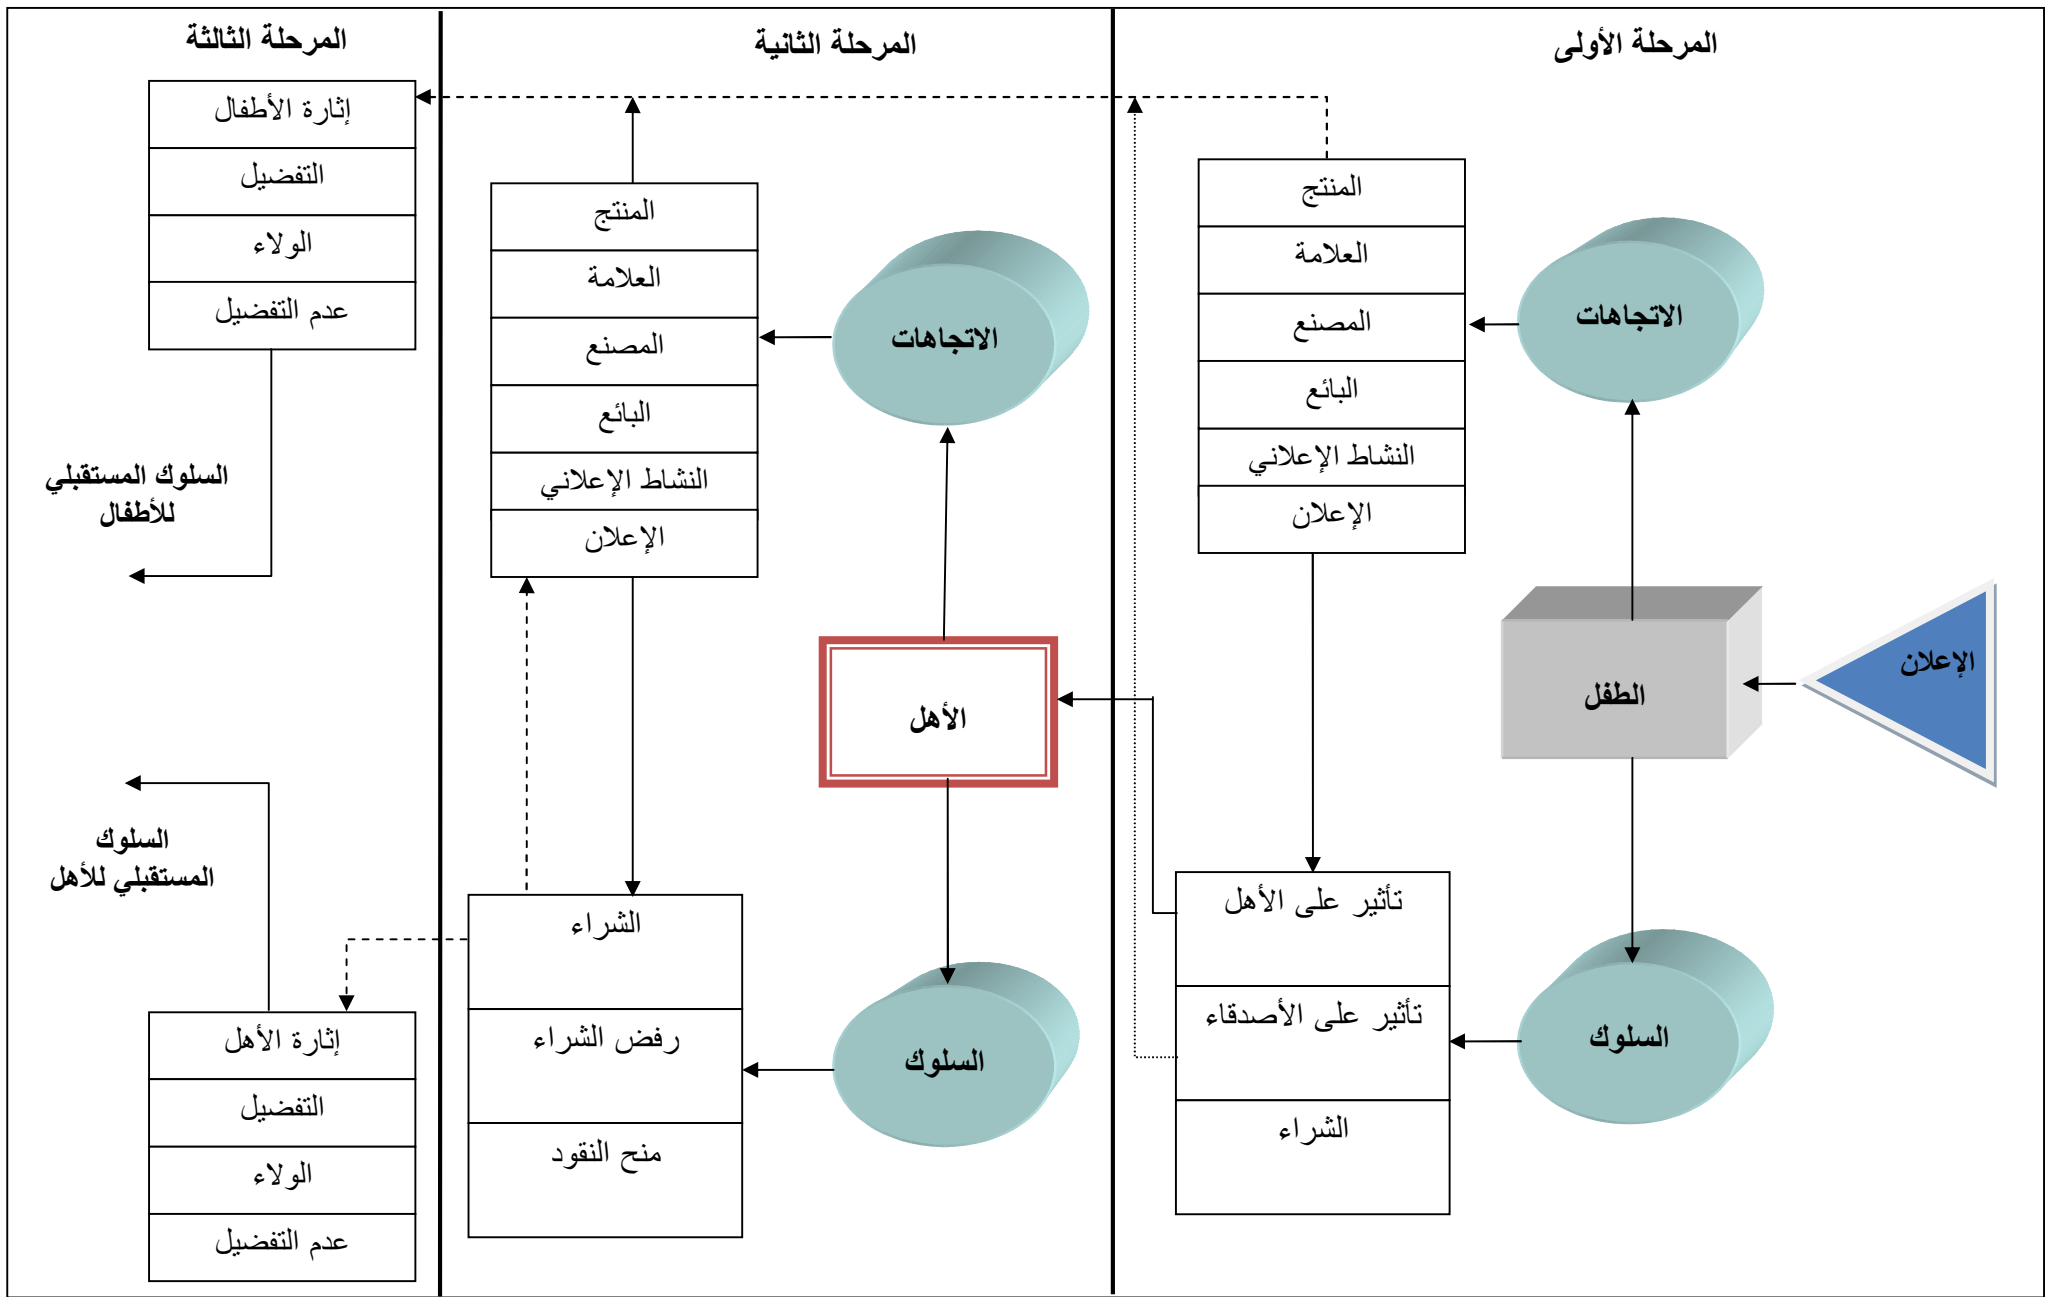 المرحلة الأولى
المنتج
العلامة
المصنع
البائع
النشاط الإعلاني
الإعلان
الاتجاهات
الإعلان
الطفل
تأثير على الأهل
تأثير على الأصدقاء
الشراء
السلوك
المرحلة الثانية
المنتج
العلامة
المصنع
البائع
النشاط الإعلاني
الإعلان
الاتجاهات
الأهل
الشراء
رفض الشراء
منح النقود
السلوك
المرحلة الثالثة
إثارة الأطفال
التفضيل
الولاء
عدم التفضيل
السلوك المستقبلي
للأطفال
السلوك
المستقبلي للأهل
إثارة الأهل
التفضيل
الولاء
عدم التفضيل